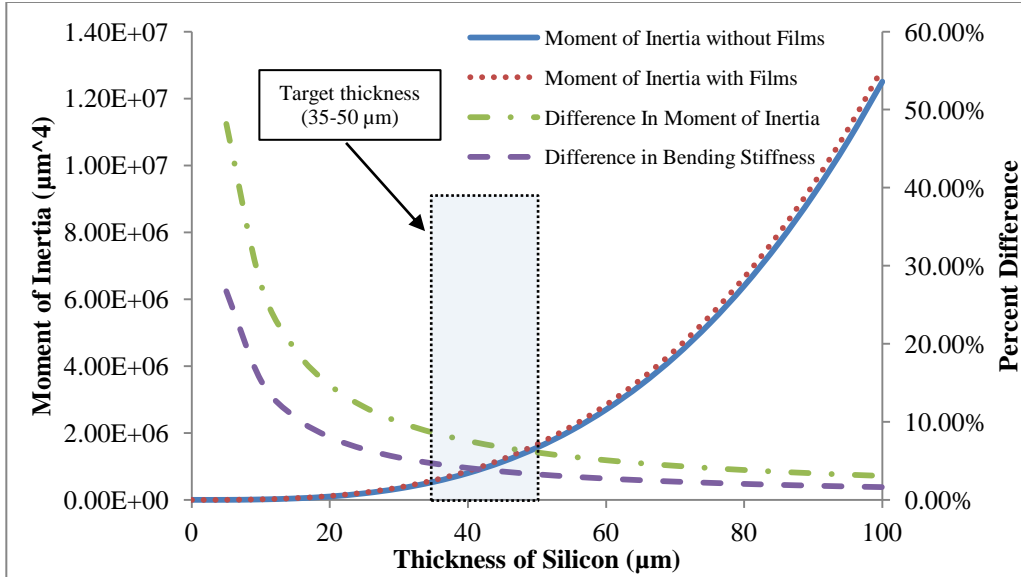 1.40E+07
1.20E+07
1.00E+07
8.00E+06
6.00E+06
4.00E+06
2.00E+06
0.00E+00
Moment of Inertia (µm^4)
Target thickness
(35-50 µm)
Moment of Inertia without Films
Moment of Inertia with Films
Difference In Moment of Inertia
Difference in Bending Stiffness
60.00%
50.00%
40.00%
30.00%
20.00%
10.00%
0.00%
Percent Difference
0 20 40 60 80 100
Thickness of Silicon (µm)